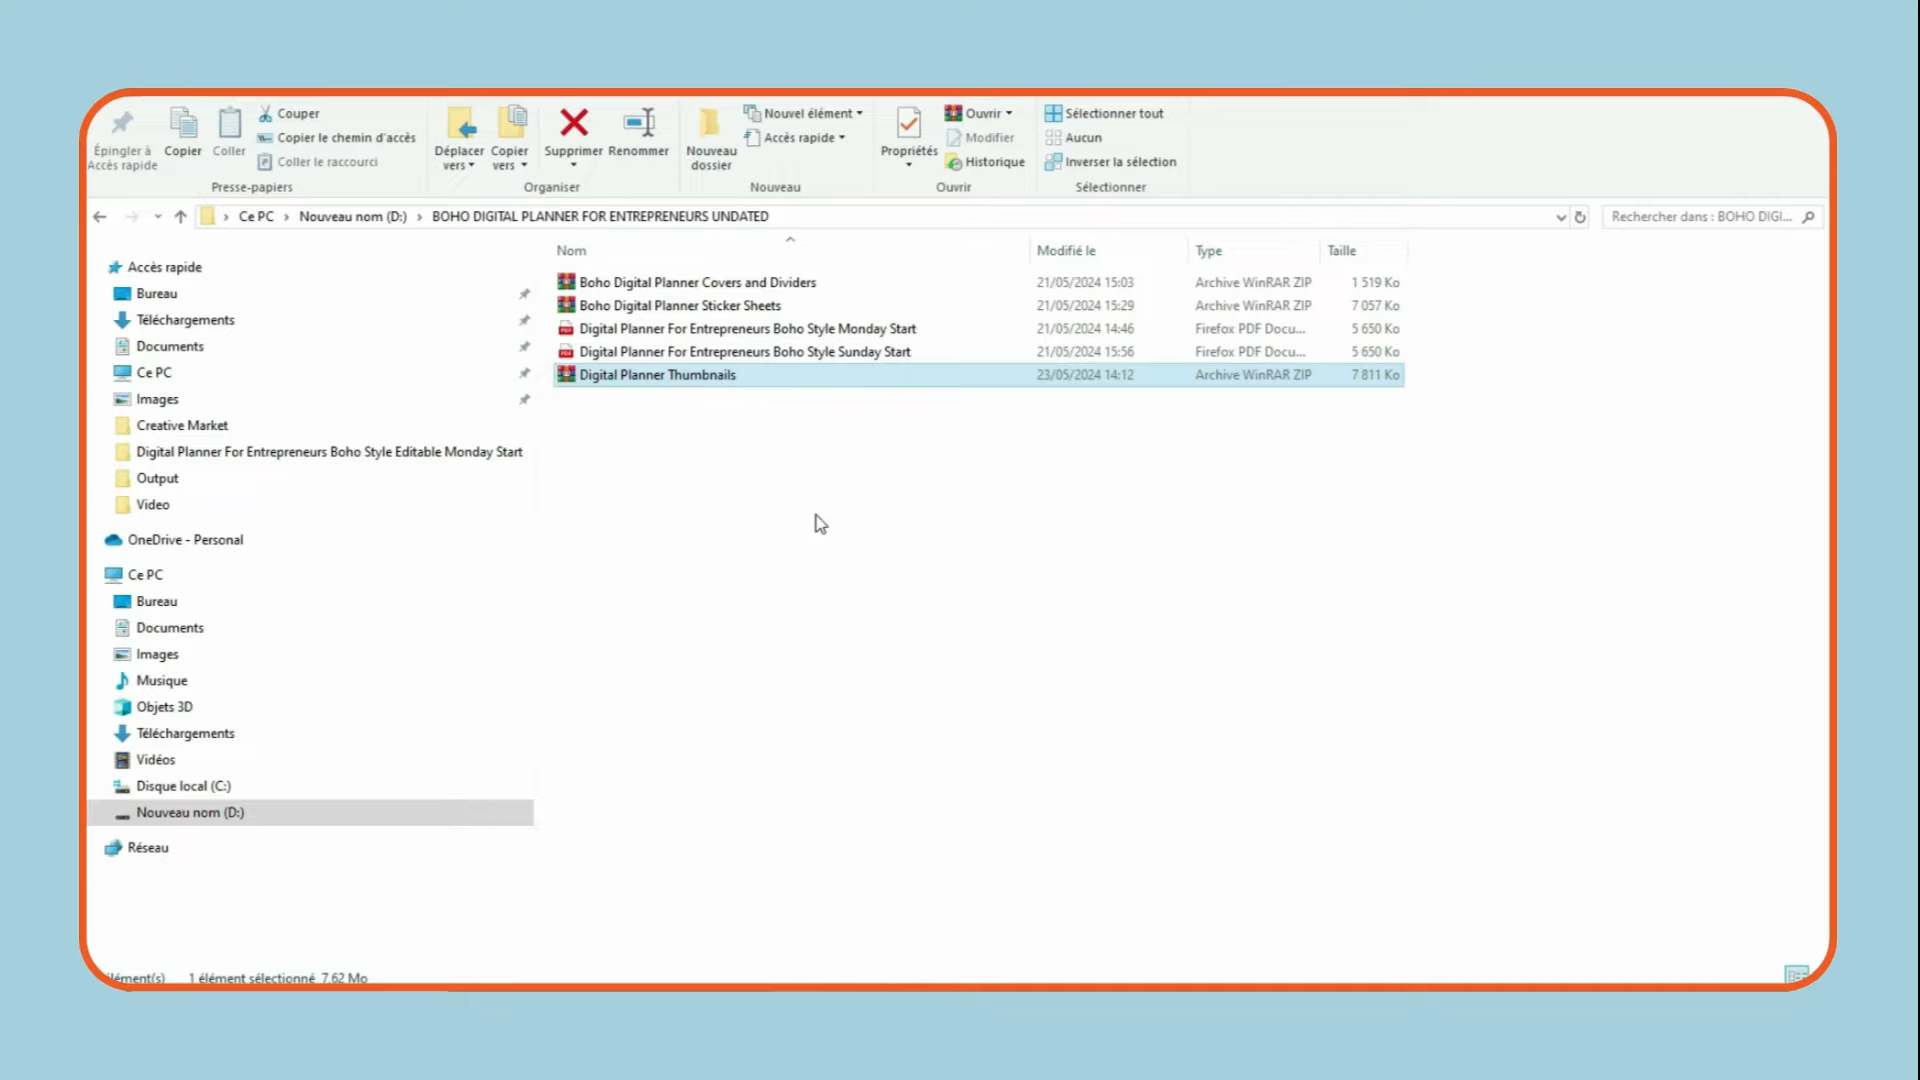 Couper
Copier le chemin d'accès
Coller le raccourci
Épingler à
Accès rapide
Copier
Coller
Presse-papiers
Déplacer
vers
Copier
vers
Supprimer
Renommer
Organiser
Nouveau
dossier
Nouvel élément
Accès rapide
Nouveau
Propriétés
Ouvrir
Modifier
Historique
Ouvrir
Sélectionner tout
Aucun
Inverser la sélection
Sélectionner
Ce PC > Nouveau nom (D:) > BOHO DIGITAL PLANNER FOR ENTREPRENEURS UNDATED
Rechercher dans : BOHO DIGI...
Accès rapide
Bureau
Téléchargements
Documents
Ce PC
Images
Creative Market
Digital Planner For Entrepreneurs Boho Style Editable Monday Start
Output
Video
OneDrive - Personal
Ce PC
Bureau
Documents
Images
Musique
Objets 3D
Téléchargements
Vidéos
Disque local (C:)
Nouveau nom (D:)
Réseau
Nom Modifié le Type Taille
Boho Digital Planner Covers and Dividers 21/05/2024 15:03 Archive WinRAR ZIP 1 519 Ko
Boho Digital Planner Sticker Sheets 21/05/2024 15:29 Archive WinRAR ZIP 7 057 Ko
Digital Planner For Entrepreneurs Boho Style Monday Start 21/05/2024 14:46 Firefox PDF Docu... 5 650 Ko
Digital Planner For Entrepreneurs Boho Style Sunday Start 21/05/2024 15:56 Firefox PDF Docu... 5 650 Ko
Digital Planner Thumbnails 23/05/2024 14:12 Archive WinRAR ZIP 7 811 Ko
1 élément sélectionné 7,62 Mo